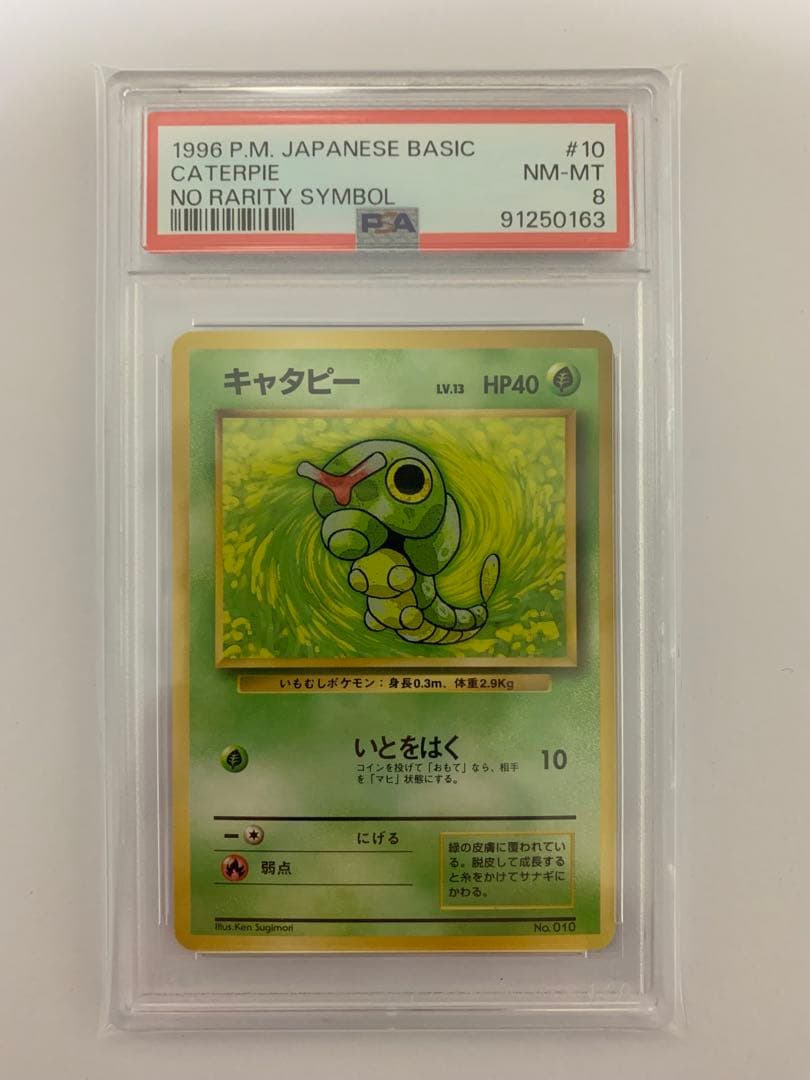 1996 P.M. JAPANESE BASIC #10
CATERPIE NM-MT
NO RARITY SYMBOL 8
PSA 91250163
キャタピー LV.13 HP40
いもむしポケモン：身長0.3m、体重2.9Kg
いとをはく 10
コインを投げて「おもて」なら、相手
を「マヒ」状態にする。
ー にげる
弱点
緑の皮膚に覆われてい
る。脱皮して成長する
と糸をかけてサナギに
かわる。
Illus.Ken Sugimori No. 010